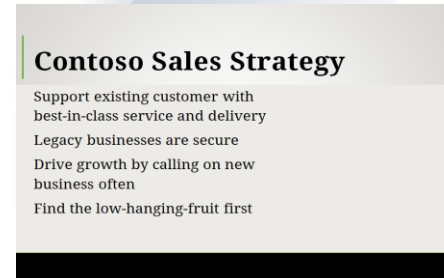 Contoso Sales Strategy
Support existing customer with
best-in-class service and delivery
Legacy businesses are secure
Drive growth by calling on new
business often
Find the low-hanging-fruit first